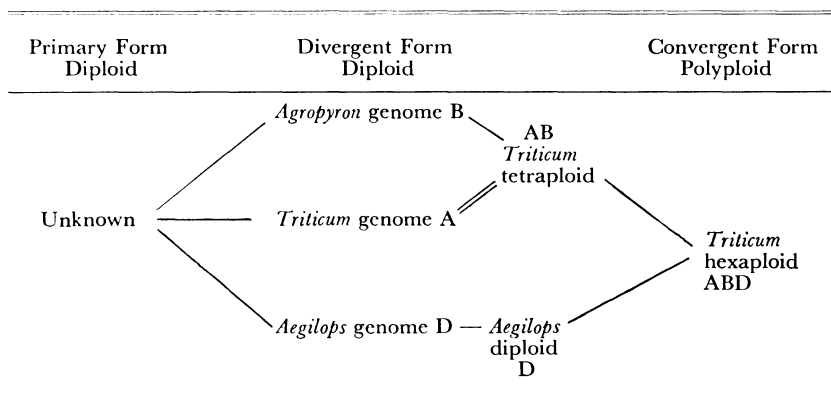 Primary Form
Diploid
Divergent Form
Diploid
Convergent Form
Polyploid
Agropyron genome B
AB
Triticum
tetraploid
Unknown
Triticum genome A
Triticum
hexaploid
ABD
Aegilops genome D
Aegilops
diploid
D